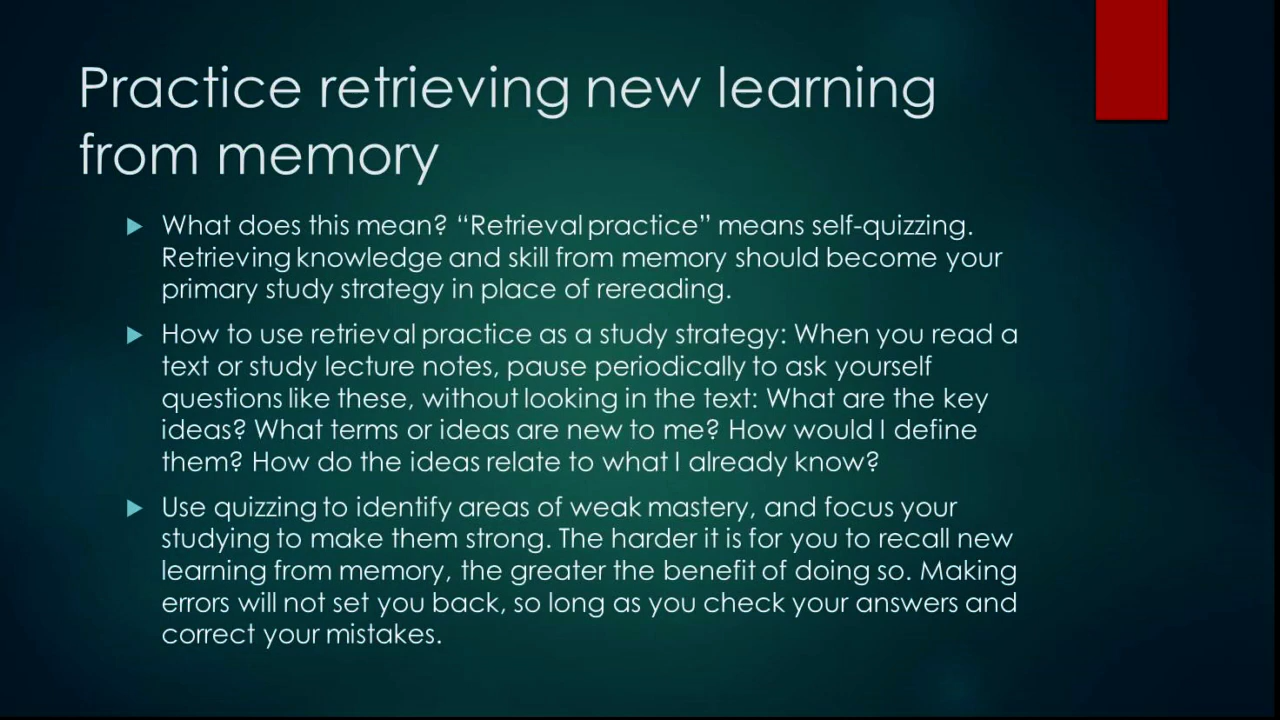 Practice retrieving new learning
from memory
What does this mean? “Retrieval practice” means self-quizzing.
Retrieving knowledge and skill from memory should become your
primary study strategy in place of rereading.
How to use retrieval practice as a study strategy: When you read a
text or study lecture notes, pause periodically to ask yourself
questions like these, without looking in the text: What are the key
ideas? What terms or ideas are new to me? How would I define
them? How do the ideas relate to what I already know?
Use quizzing to identify areas of weak mastery, and focus your
studying to make them strong. The harder it is for you to recall new
learning from memory, the greater the benefit of doing so. Making
errors will not set you back, so long as you check your answers and
correct your mistakes.